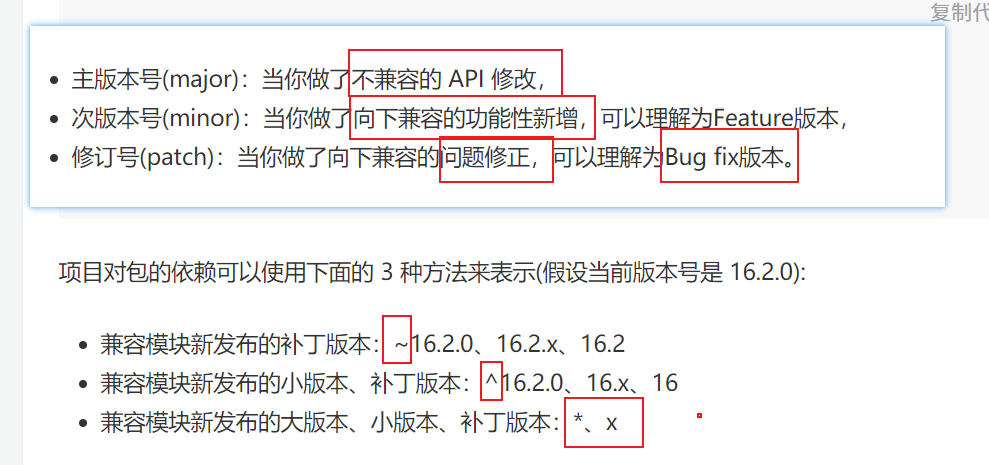 复制代
主版本号(major)：当你做了不兼容的 API 修改，
次版本号(minor)：当你做了向下兼容的功能性新增，可以理解为Feature版本，
修订号(patch)：当你做了向下兼容的问题修正，可以理解为Bug fix版本。
项目对包的依赖可以使用下面的 3 种方法来表示(假设当前版本号是 16.2.0):
兼容模块新发布的补丁版本：~16.2.0、16.2.x、16.2
兼容模块新发布的小版本、补丁版本：^16.2.0、16.x、16
兼容模块新发布的大版本、小版本、补丁版本：*、x